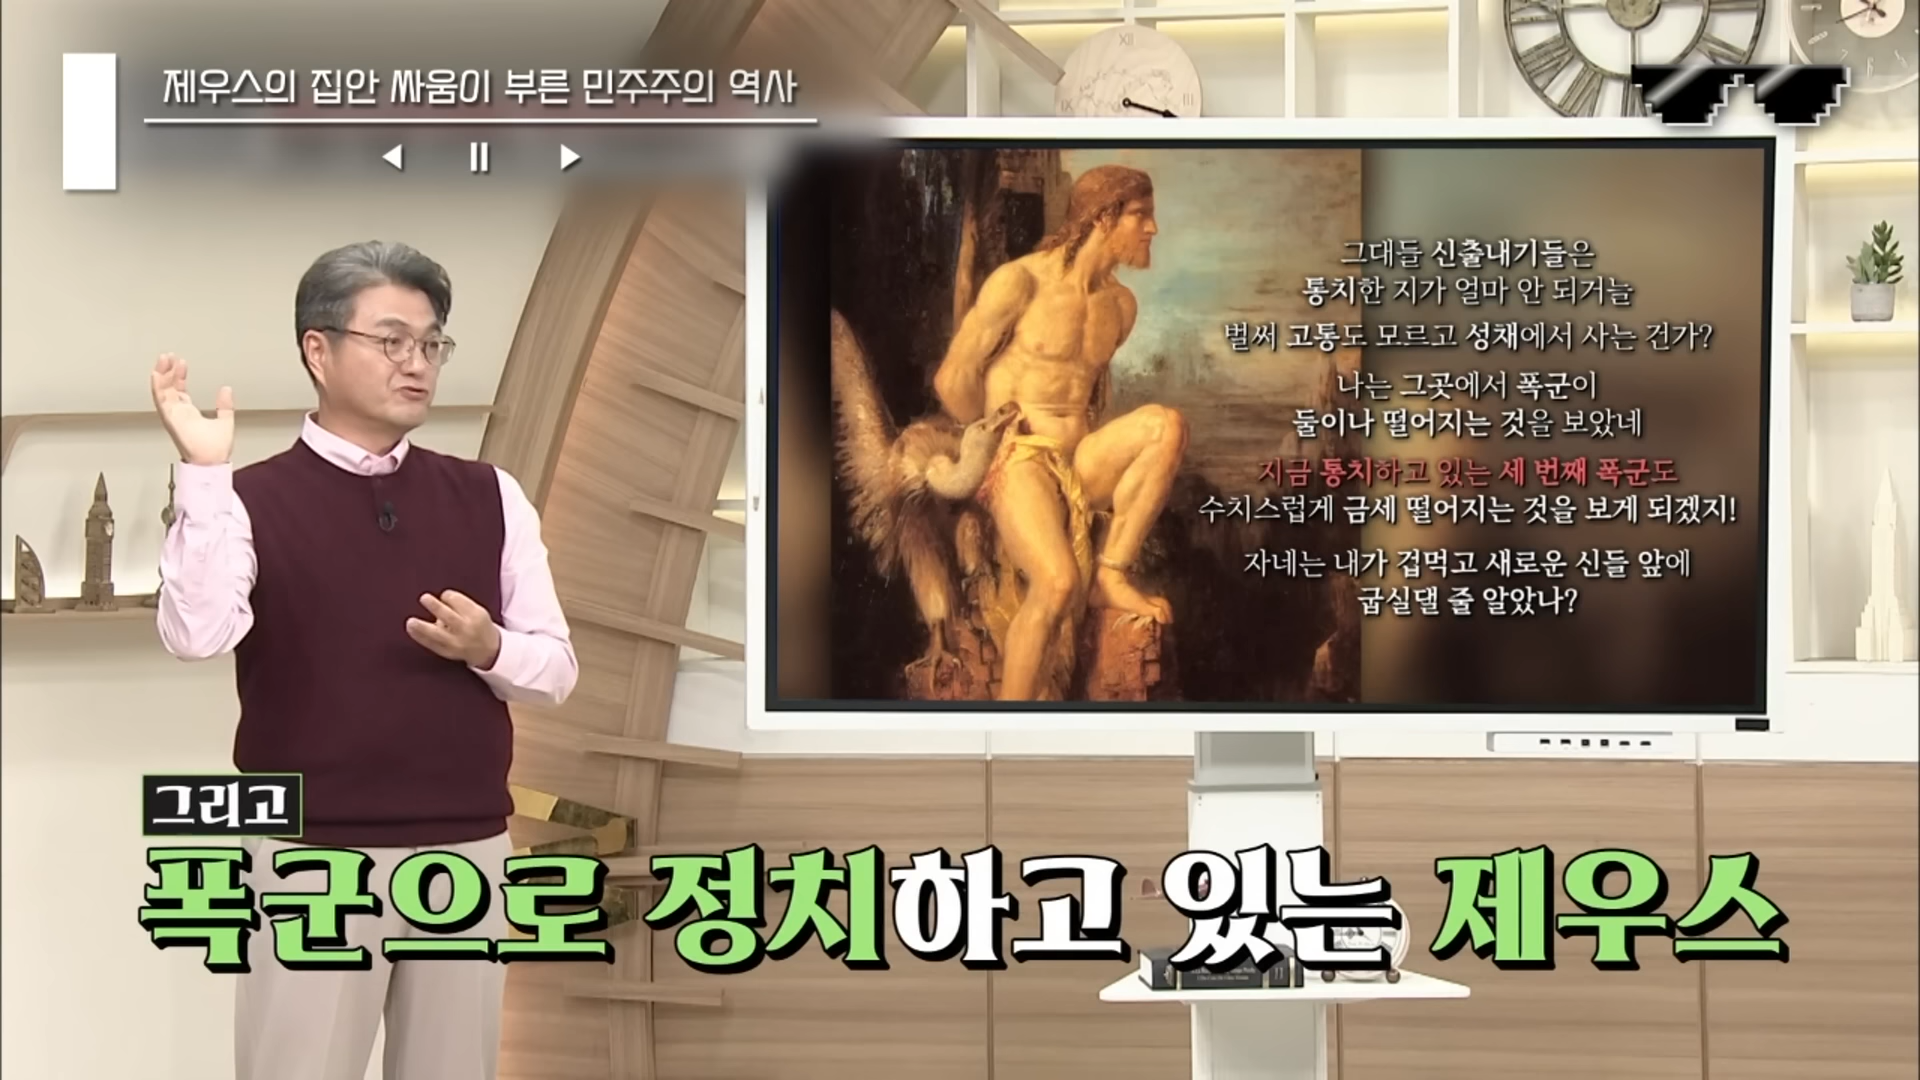 제우스의 집안 싸움이 부른 민주주의 역사
그대들 신출내기들은
통치한 지가 얼마 안 되거늘
벌써 고통도 모르고 성채에서 사는 건가?
나는 그곳에서 폭군이
둘이나 떨어지는 것을 보았네
지금 통치하고 있는 세 번째 폭군도
수치스럽게 금세 떨어지는 것을 보게 되겠지!
자네는 내가 겁먹고 새로운 신들 앞에
굽실댈 줄 알았나?
그리고
폭군으로 정치하고 있는 제우스